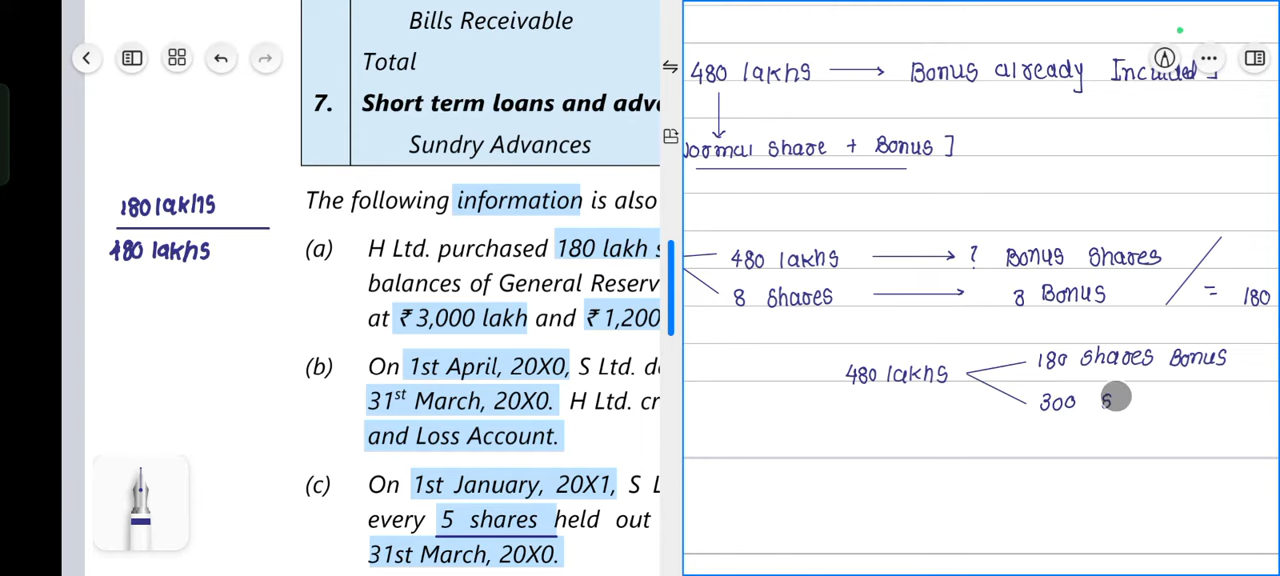 Bills Receivable
Total
7. Short term loans and adv
Sundry Advances
The following information is also
(a) H Ltd. purchased 180 lakh s
balances of General Reserv
at ₹ 3,000 lakh and ₹ 1,200
(b) On 1st April, 20X0, S Ltd. d
31st March, 20X0. H Ltd. cr
and Loss Account.
(c) On 1st January, 20X1, S L
every 5 shares held out
31st March, 20X0.
180 lakhs
480 lakhs
480 lakhs → Bonus already Included ]
Normal Share + Bonus ]
480 lakhs → ? Bonus Shares
8 Shares → 3 Bonus = 180
480 lakhs 180 Shares Bonus
300 S